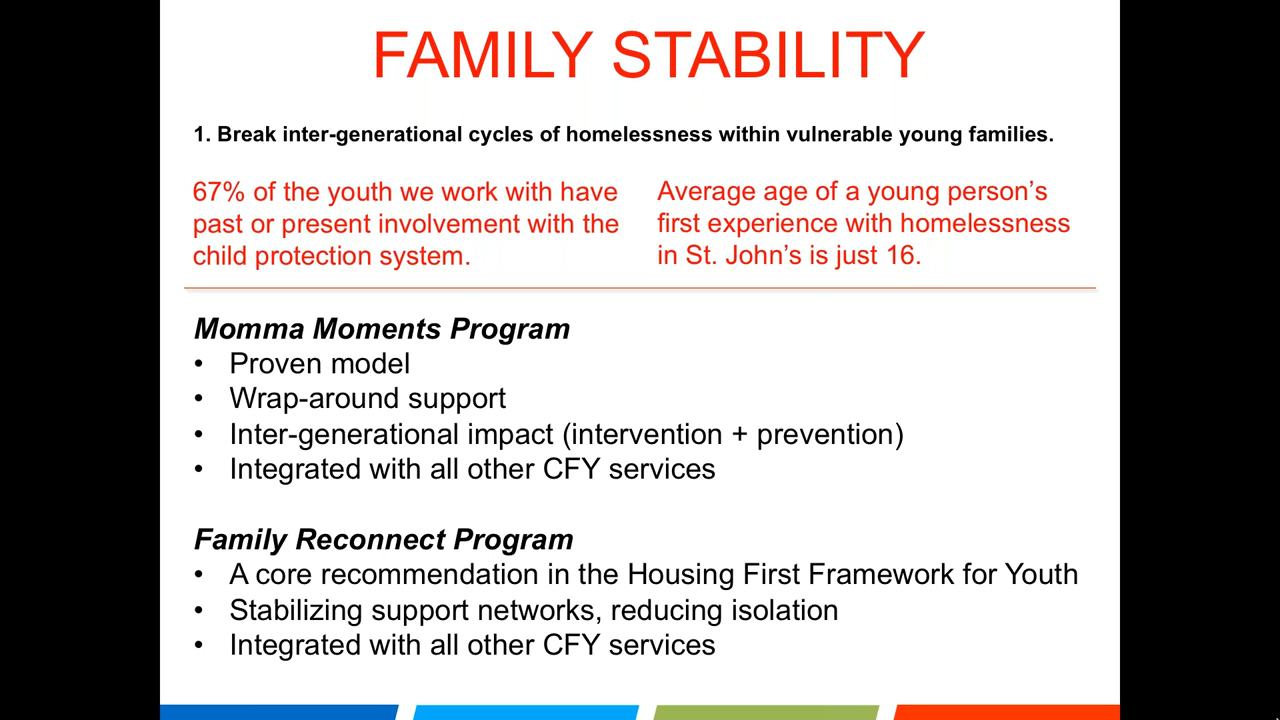 FAMILY STABILITY
1. Break inter-generational cycles of homelessness within vulnerable young families.
67% of the youth we work with have
past or present involvement with the
child protection system.
Average age of a young person’s
first experience with homelessness
in St. John’s is just 16.
Momma Moments Program
• Proven model
• Wrap-around support
• Inter-generational impact (intervention + prevention)
• Integrated with all other CFY services
Family Reconnect Program
• A core recommendation in the Housing First Framework for Youth
• Stabilizing support networks, reducing isolation
• Integrated with all other CFY services